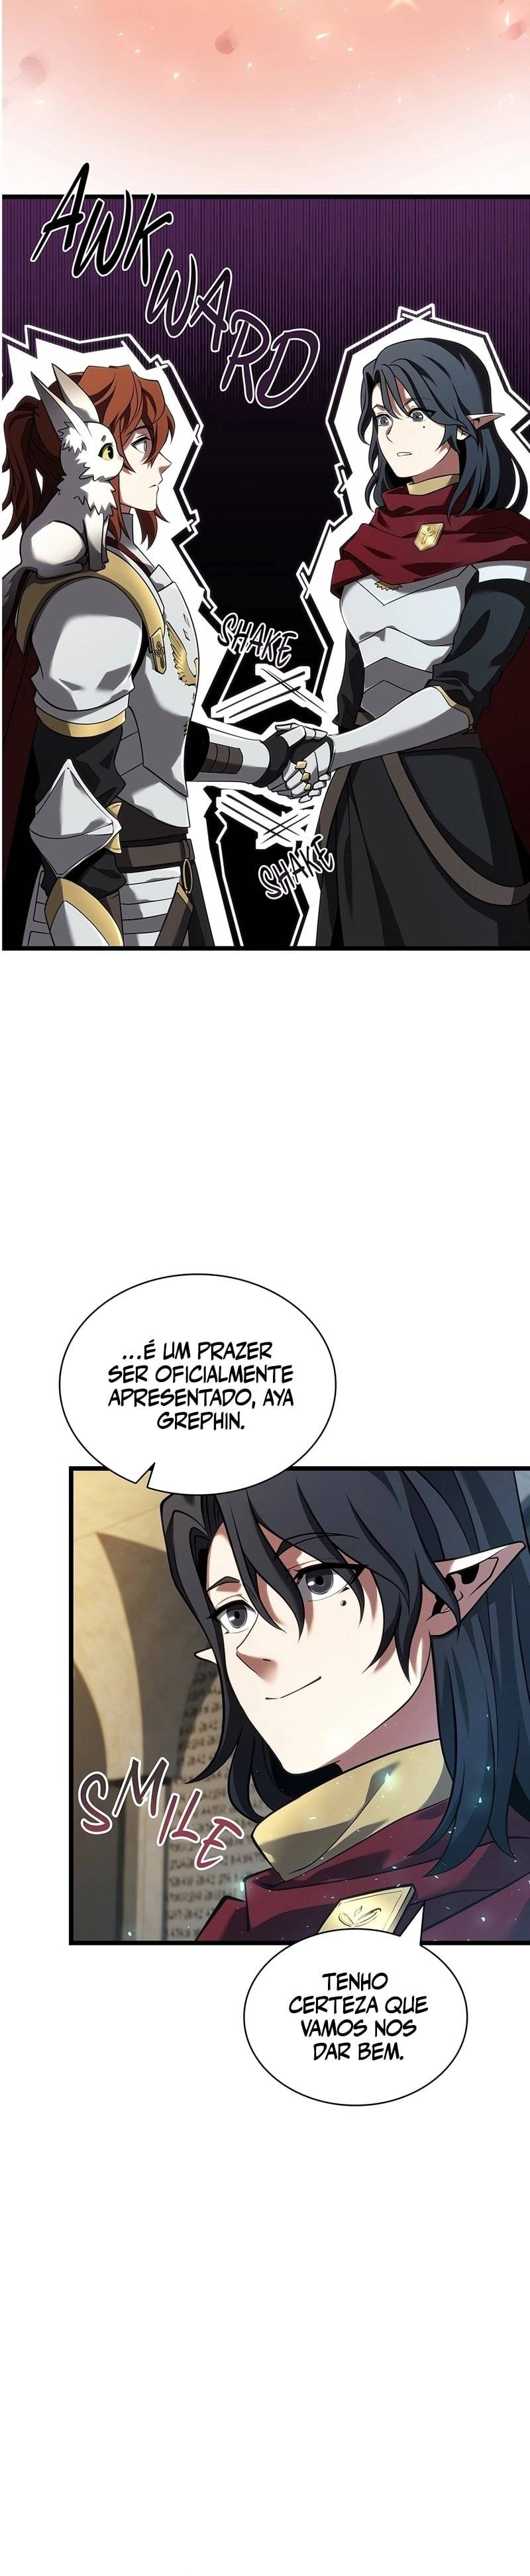 AWKWARD
SHAKE
SHAKE
...É UM PRAZER
SER OFICIALMENTE
APRESENTADO, AYA
GREPHIN.
SMILE
TENHO
CERTEZA QUE
VAMOS NOS
DAR BEM.